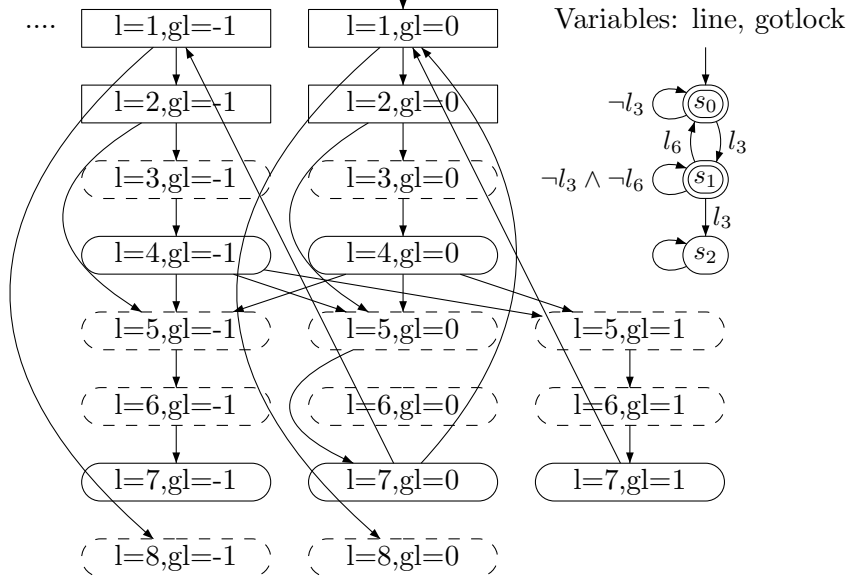 .... l=1,gl=-1 l=1,gl=0 Variables: line, gotlock
l=2,gl=-1 l=2,gl=0 ¬l₃ s₀
l₆ l₃
l=3,gl=-1 l=3,gl=0 ¬l₃ ∧ ¬l₆ s₁
l₃
l=4,gl=-1 l=4,gl=0 s₂
l=5,gl=-1 l=5,gl=0 l=5,gl=1
l=6,gl=-1 l=6,gl=0 l=6,gl=1
l=7,gl=-1 l=7,gl=0 l=7,gl=1
l=8,gl=-1 l=8,gl=0